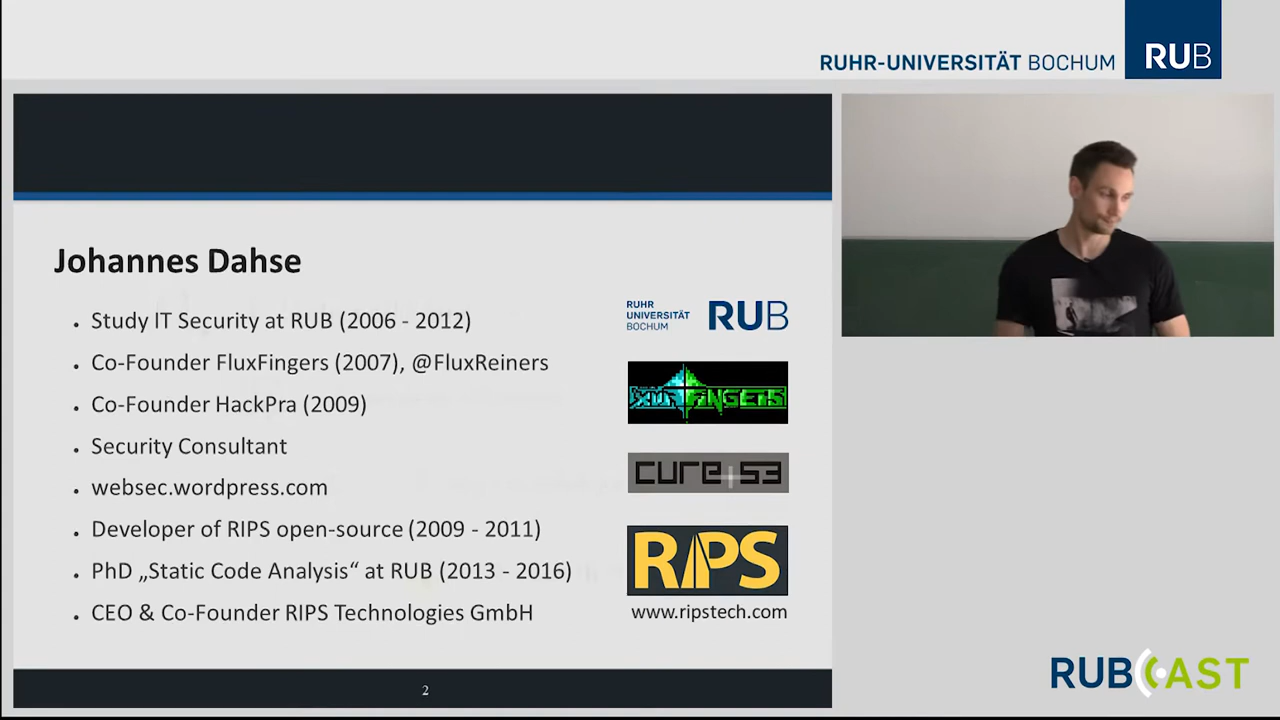 RUHR-UNIVERSITÄT BOCHUM RUB
Johannes Dahse
• Study IT Security at RUB (2006 - 2012)
• Co-Founder FluxFingers (2007), @FluxReiners
• Co-Founder HackPra (2009)
• Security Consultant
• websec.wordpress.com
• Developer of RIPS open-source (2009 - 2011)
• PhD „Static Code Analysis“ at RUB (2013 - 2016)
• CEO & Co-Founder RIPS Technologies GmbH
RUHR
UNIVERSITÄT
BOCHUM
RUB
FLUXFINGERS
CURE+53
RIPS
www.ripstech.com
2
RUBCAST